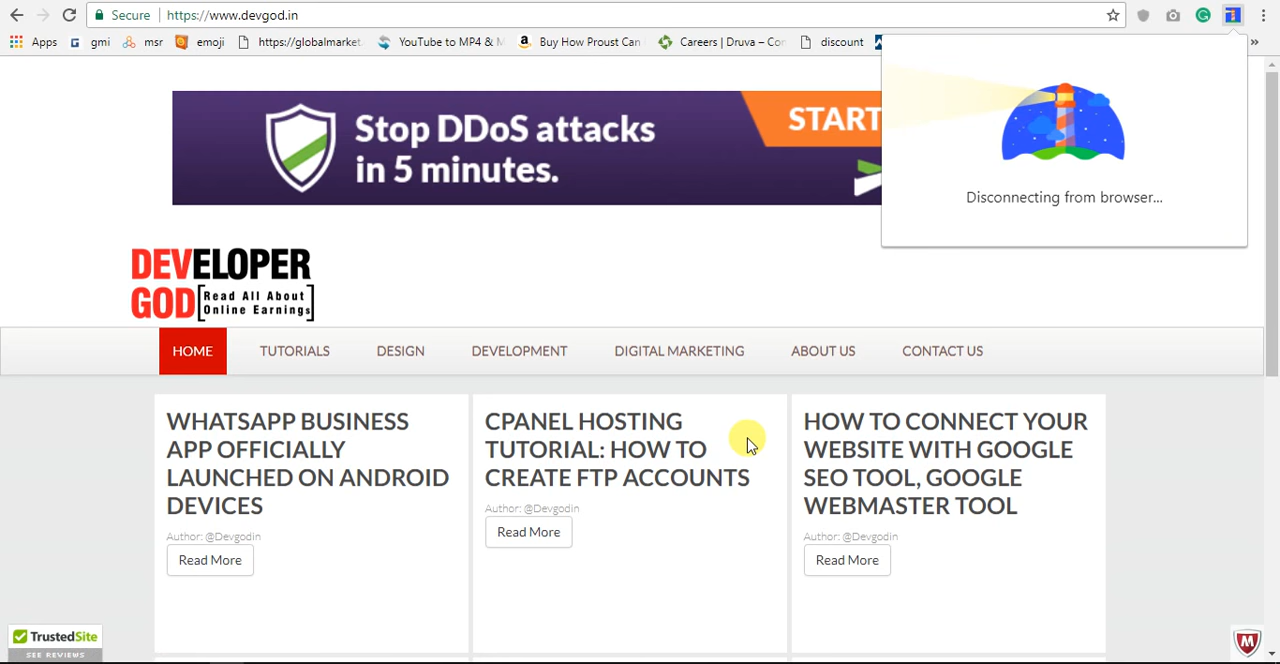 Secure https://www.devgod.in
Apps gmi msr emoji https://globalmarket YouTube to MP4 & M Buy How Proust Can Careers | Druva – Co discount »
Stop DDoS attacks
in 5 minutes.
START
Disconnecting from browser...
DEVELOPER
GOD
Read All About
Online Earnings
HOME TUTORIALS DESIGN DEVELOPMENT DIGITAL MARKETING ABOUT US CONTACT US
WHATSAPP BUSINESS
APP OFFICIALLY
LAUNCHED ON ANDROID
DEVICES
Author: @Devgodin
Read More
CPANEL HOSTING
TUTORIAL: HOW TO
CREATE FTP ACCOUNTS
Author: @Devgodin
Read More
HOW TO CONNECT YOUR
WEBSITE WITH GOOGLE
SEO TOOL, GOOGLE
WEBMASTER TOOL
Author: @Devgodin
Read More
TrustedSite
SEE REVIEWS